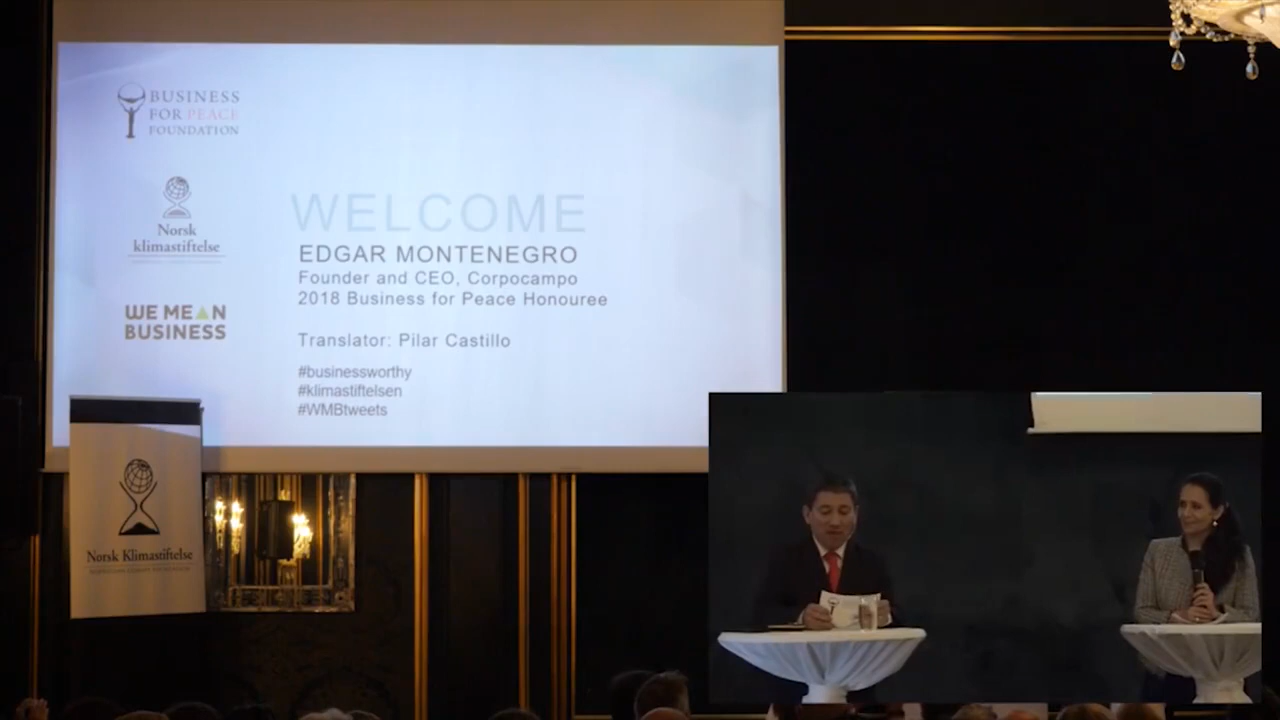 BUSINESS
FOR PEACE
FOUNDATION
Norsk
klimastiftelse
WE MEAN
BUSINESS
WELCOME
EDGAR MONTENEGRO
Founder and CEO, Corpocampo
2018 Business for Peace Honouree
Translator: Pilar Castillo
#businessworthy
#klimastiftelsen
#WMBtweets
Norsk Klimastiftelse